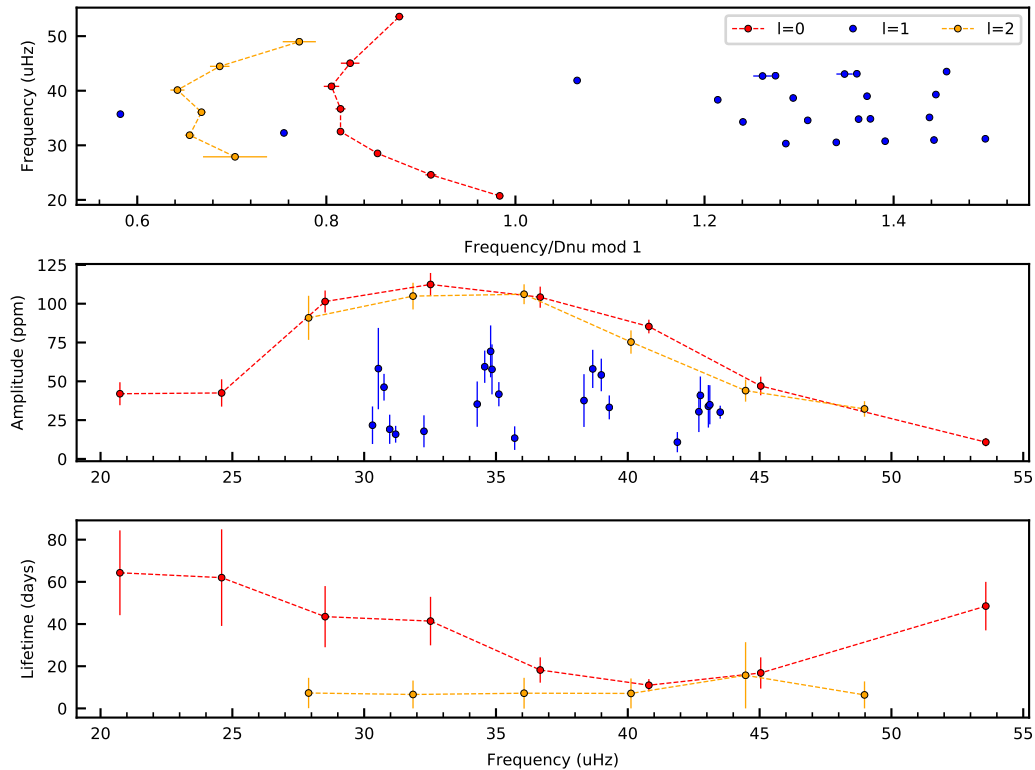 l=0 l=1 l=2
Frequency (uHz)
50
40
30
20
0.6 0.8 1.0 1.2 1.4
Frequency/Dnu mod 1
Amplitude (ppm)
125
100
75
50
25
0
20 25 30 35 40 45 50 55
Lifetime (days)
80
60
40
20
0
20 25 30 35 40 45 50 55
Frequency (uHz)